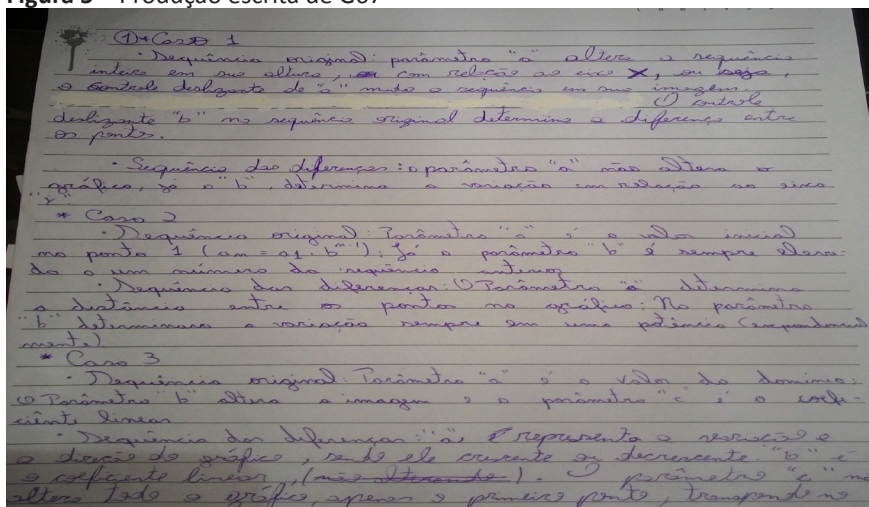 Figura 5 – Produção escrita de G07
① * Caso 1
· Sequência original: parâmetro "a" altera a sequência
inteira em sua altura, com relação ao eixo X, ou seja,
o controle deslizante do "a" muda a sequência em sua imagem.
O controle
deslizante "b" na sequência original determina a diferença entre
os pontos.
· Sequência das diferenças: o parâmetro "a" não altera o
gráfico, já o "b", determina a variação em relação ao eixo
"x"
* Caso 2
· Sequência original: Parâmetro "a" é o valor inicial
no ponto 1 (an = a1 . b^n-1); Já o parâmetro "b" é sempre eleva-
do a um número da sequência anterior
· Sequência das diferenças: O Parâmetro "a" determina
a distância entre os pontos no gráfico; No parâmetro
"b" determinara a variação sempre em uma potência (exponencial
mente)
* Caso 3
· Sequência original: Parâmetro "a" é o valor do domínio;
O Parâmetro "b" altera a imagem e o parâmetro "c" é o coefi-
ciênte linear
· Sequência das diferenças: "a" representa a variação e
a direção do gráfico, sendo ele crescente ou decrescente. "b" é
o coeficiente linear, (não alterando). O parâmetro "c" na
altera todo o gráfico, apenas o primeiro ponto, transpondo no